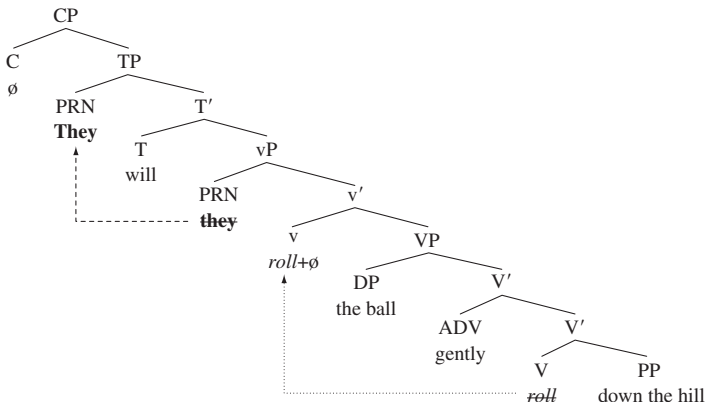 CP
C TP
ø
PRN T′
They
T vP
will
PRN v′
they
v VP
roll+ø
DP V′
the ball
ADV V′
gently
V PP
roll down the hill